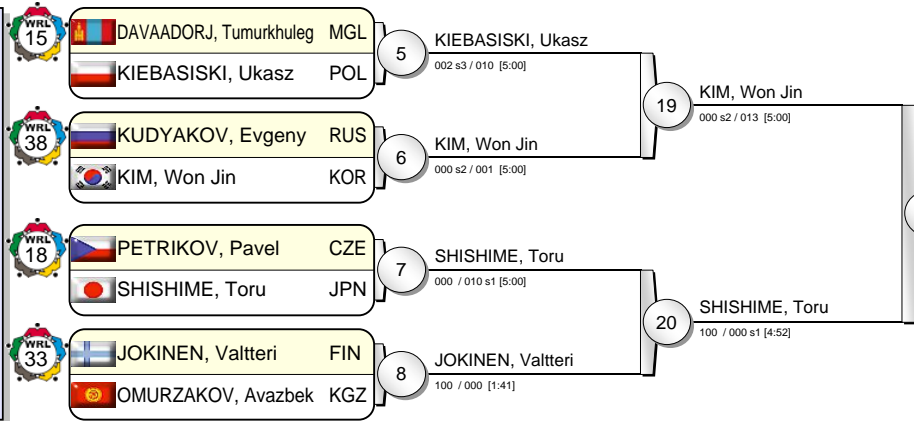 WRL
15
DAVAADORJ, Tumurkhuleg MGL
KIEBASISKI, Ukasz POL
5
KIEBASISKI, Ukasz
002 s3 / 010 [5:00]
WRL
38
KUDYAKOV, Evgeny RUS
KIM, Won Jin KOR
6
KIM, Won Jin
000 s2 / 001 [5:00]
19
KIM, Won Jin
000 s2 / 013 [5:00]
WRL
18
PETRIKOV, Pavel CZE
SHISHIME, Toru JPN
7
SHISHIME, Toru
000 / 010 s1 [5:00]
WRL
33
JOKINEN, Valtteri FIN
OMURZAKOV, Avazbek KGZ
8
JOKINEN, Valtteri
100 / 000 [1:41]
20
SHISHIME, Toru
100 / 000 s1 [4:52]